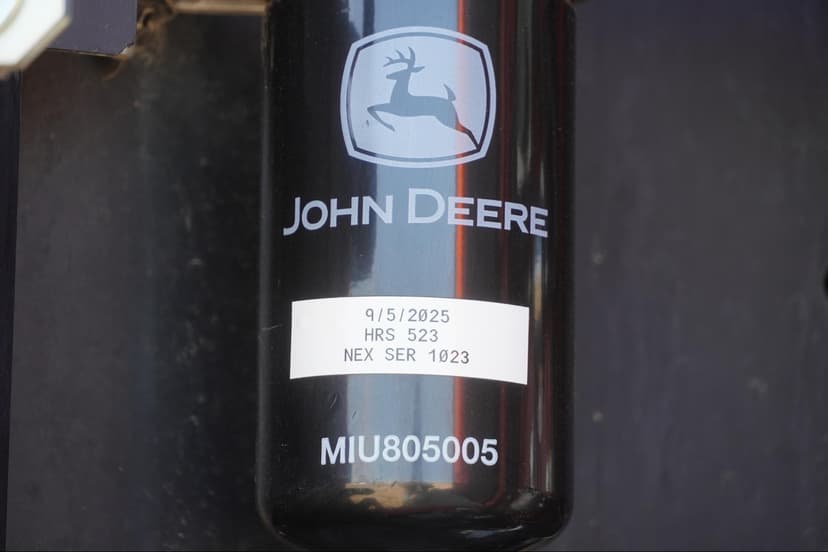 JOHN DEERE
9/5/2025
HRS 523
NEX SER 1023
MIU805005